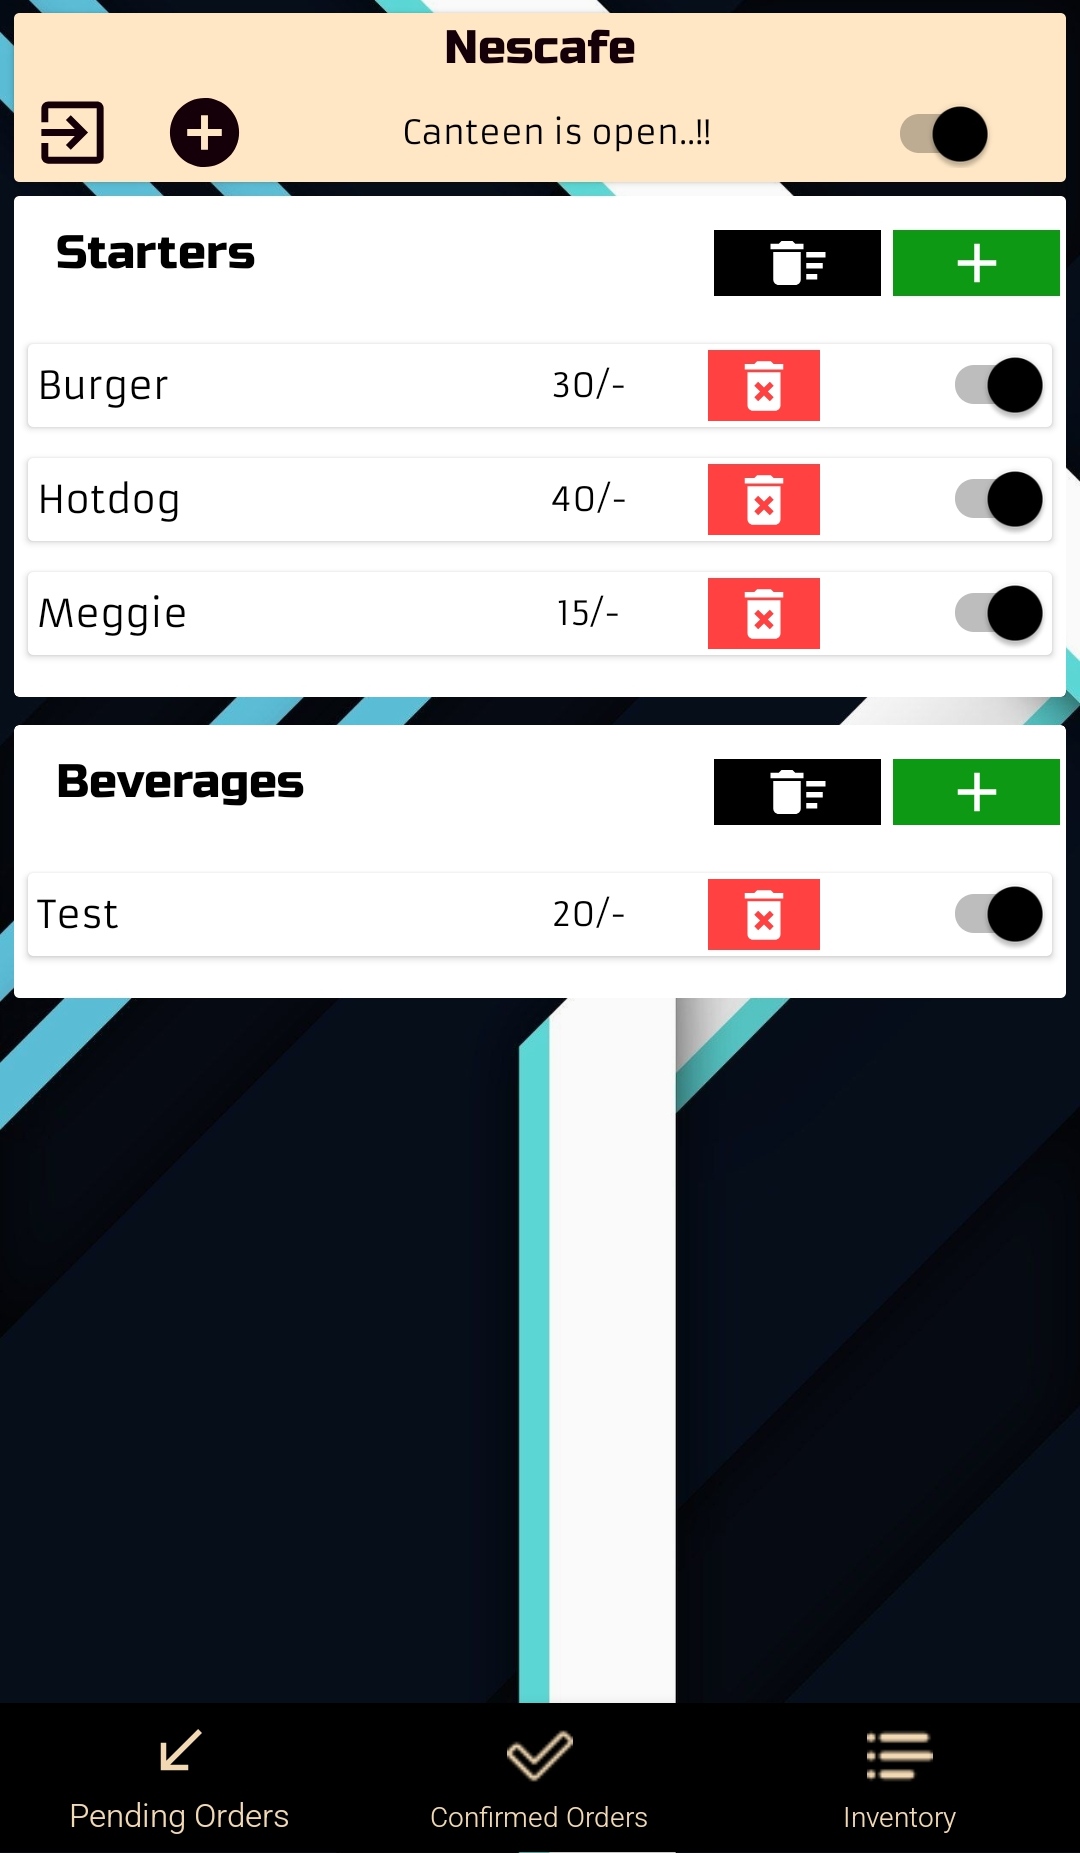 Nescafe
Canteen is open..!!
Starters
Burger 30/-
Hotdog 40/-
Meggie 15/-
Beverages
Test 20/-
Pending Orders Confirmed Orders Inventory